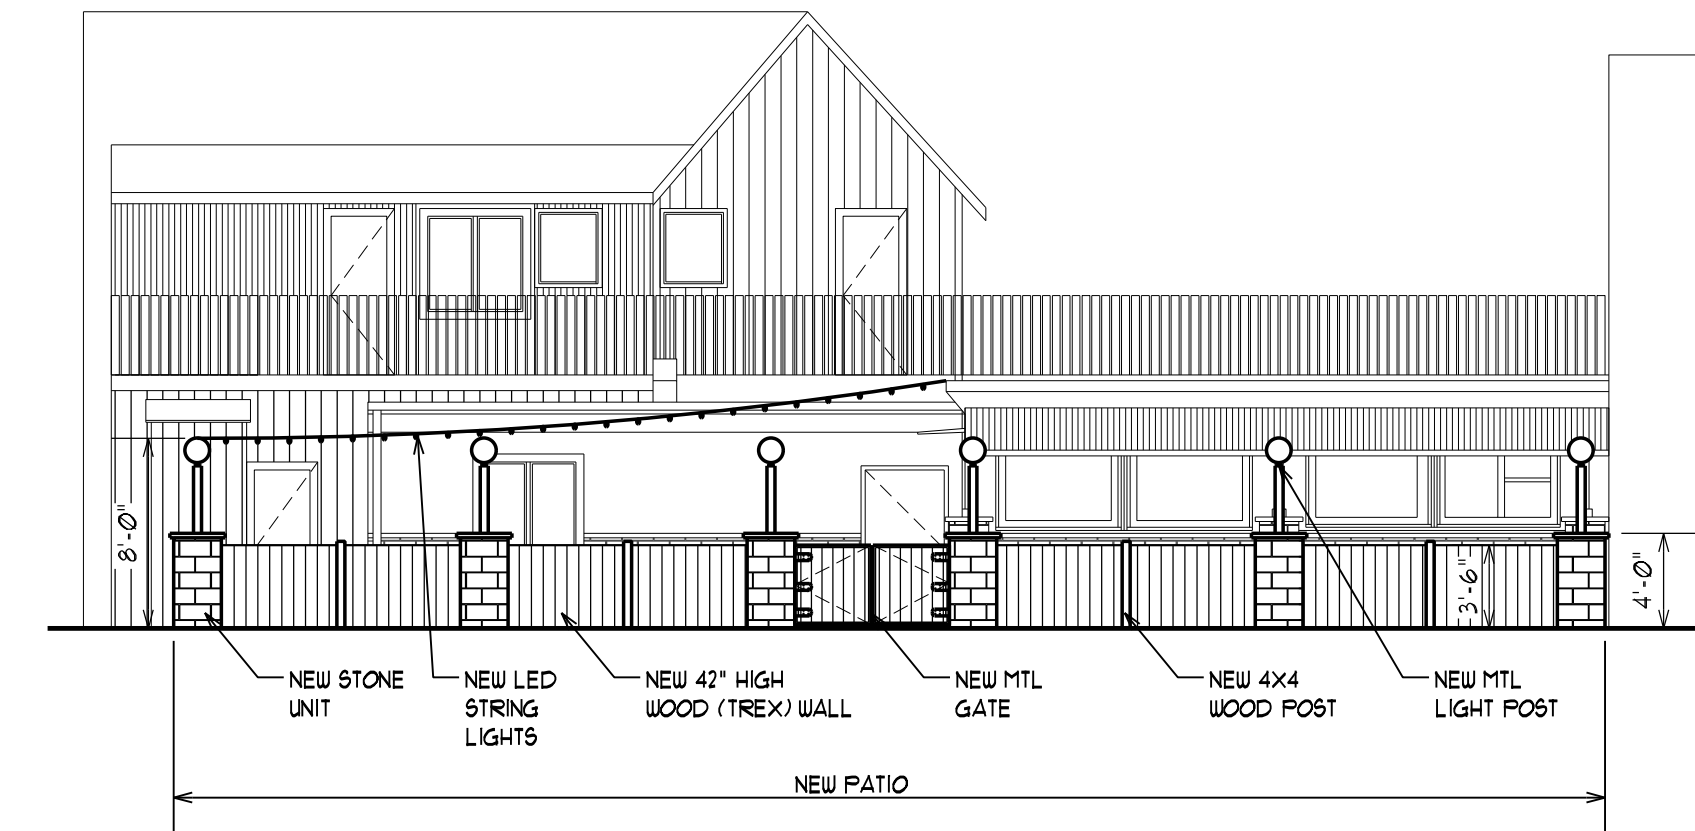 8'-0"
3'-6"
4'-0"
NEW STONE
UNIT
NEW LED
STRING
LIGHTS
NEW 42" HIGH
WOOD (TREX) WALL
NEW MTL
GATE
NEW 4X4
WOOD POST
NEW MTL
LIGHT POST
NEW PATIO